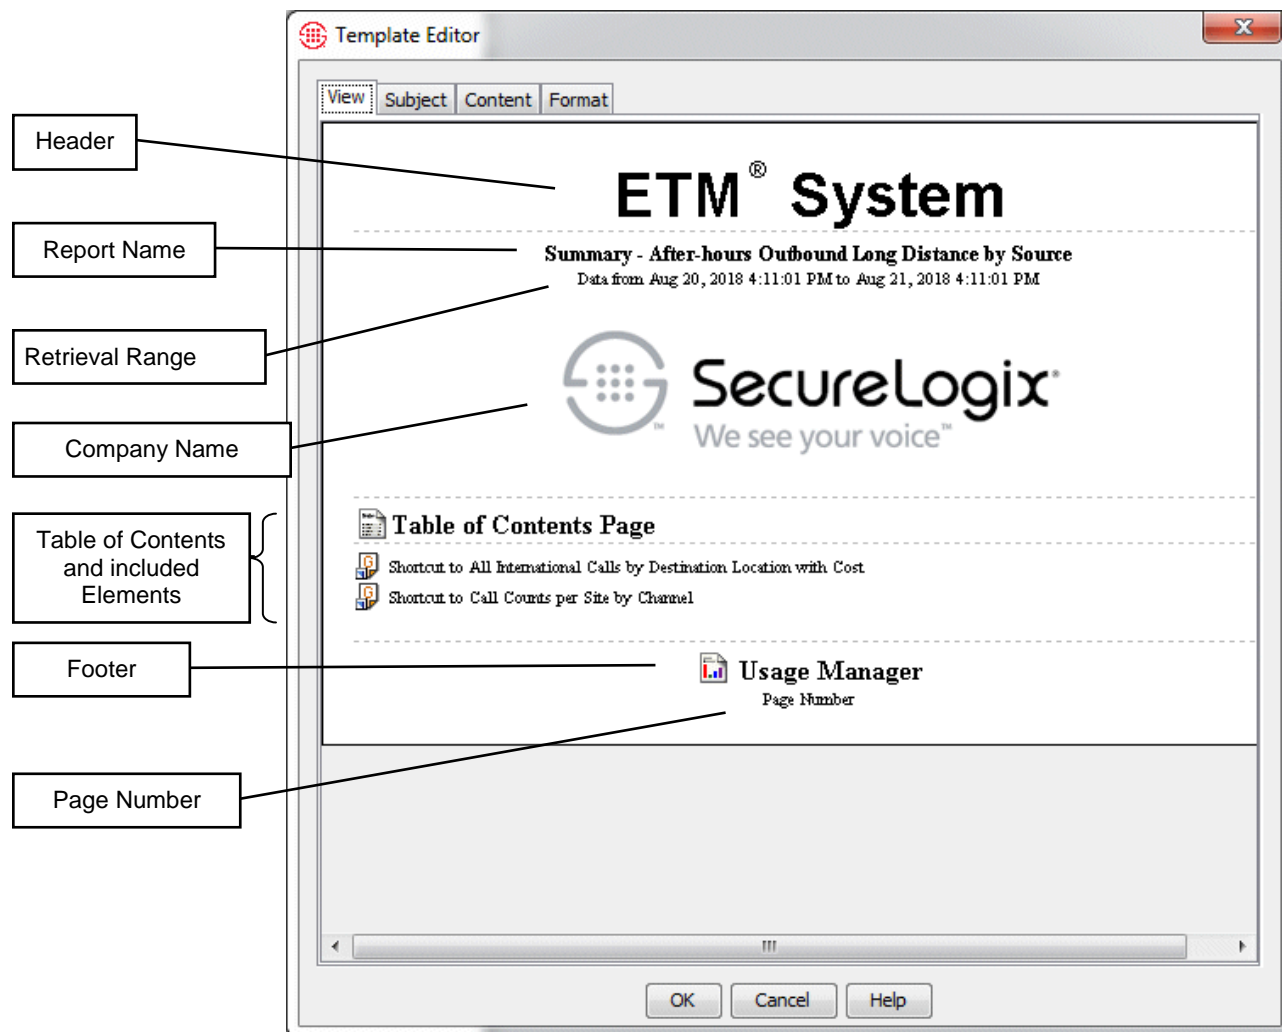 Template Editor
X
View Subject Content Format
Header
ETM® System
Report Name
Summary - After-hours Outbound Long Distance by Source
Data from Aug 20, 2018 4:11:01 PM to Aug 21, 2018 4:11:01 PM
Retrieval Range
SecureLogix®
We see your voice™
™
Company Name
Table of Contents
and included
Elements
Table of Contents Page
Shortcut to All International Calls by Destination Location with Cost
Shortcut to Call Counts per Site by Channel
Footer
Usage Manager
Page Number
Page Number
OK Cancel Help